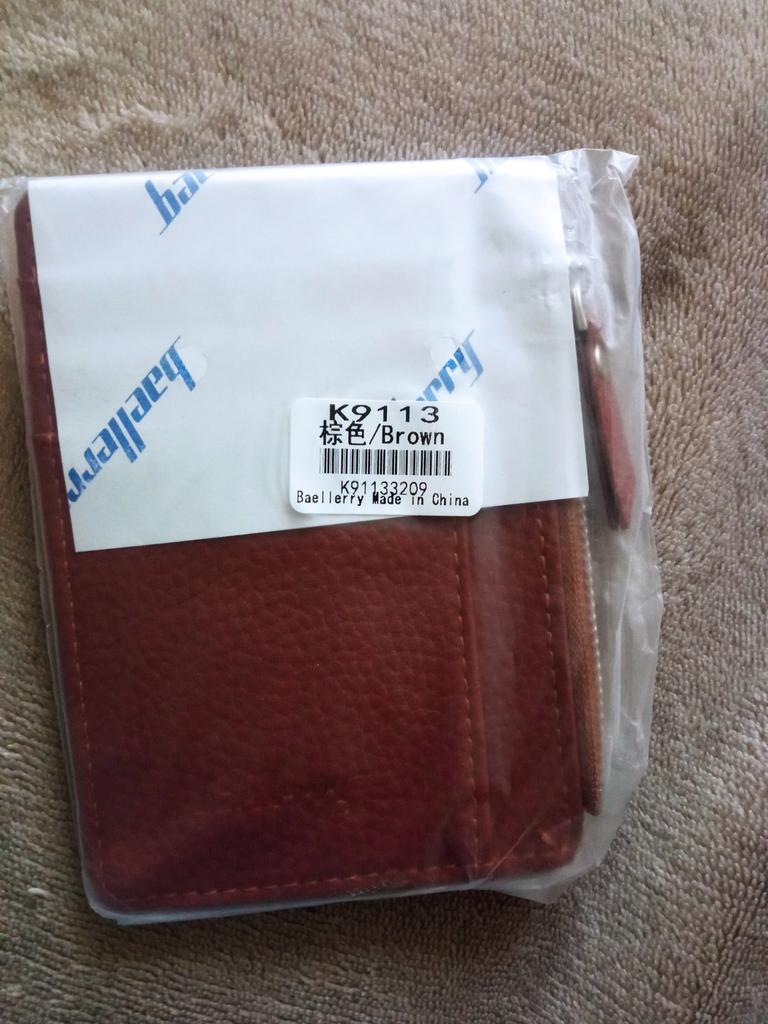 baellerry
K9113
棕色/Brown
K91133209
Baellerry Made in China